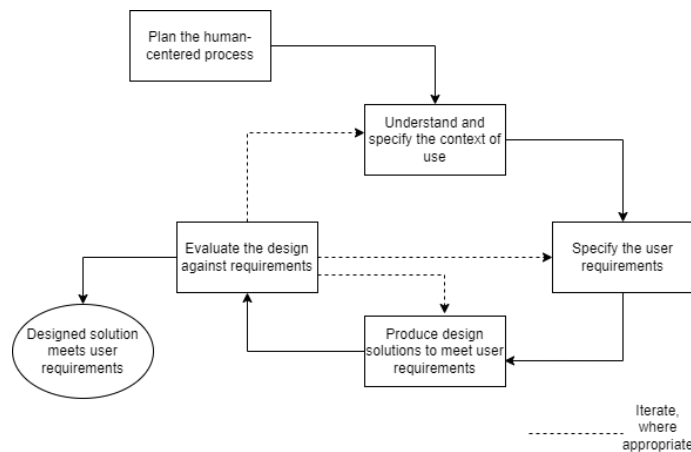 Plan the human-
centered process
Understand and
specify the context of
use
Evaluate the design
against requirements
Specify the user
requirements
Designed solution
meets user
requirements
Produce design
solutions to meet user
requirements
Iterate,
where
appropriate